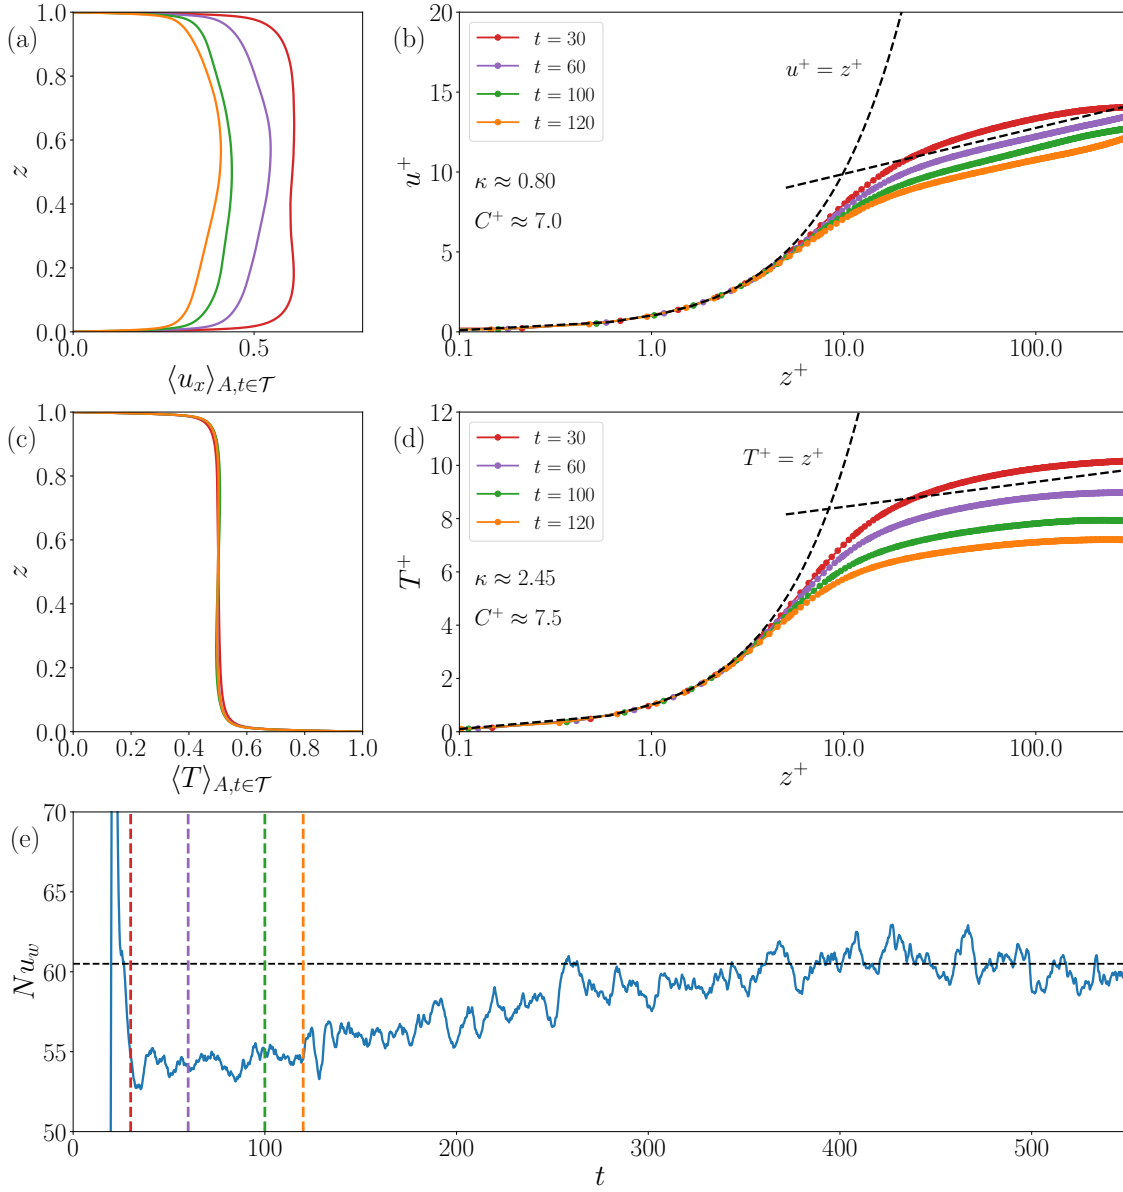 (a)
1.0
0.8
0.6
0.4
0.2
0.0
z
0.0 0.5
⟨u_x⟩_{A,t∈𝒯}
(b)
20
15
10
5
0
u⁺
t = 30
t = 60
t = 100
t = 120
u⁺ = z⁺
κ ≈ 0.80
C⁺ ≈ 7.0
0.1 1.0 10.0 100.0
z⁺
(c)
1.0
0.8
0.6
0.4
0.2
0.0
z
0.0 0.2 0.4 0.6 0.8 1.0
⟨T⟩_{A,t∈𝒯}
(d)
12
10
8
6
4
2
0
T⁺
t = 30
t = 60
t = 100
t = 120
T⁺ = z⁺
κ ≈ 2.45
C⁺ ≈ 7.5
0.1 1.0 10.0 100.0
z⁺
(e)
70
65
60
55
50
Nu_w
0 100 200 300 400 500
t